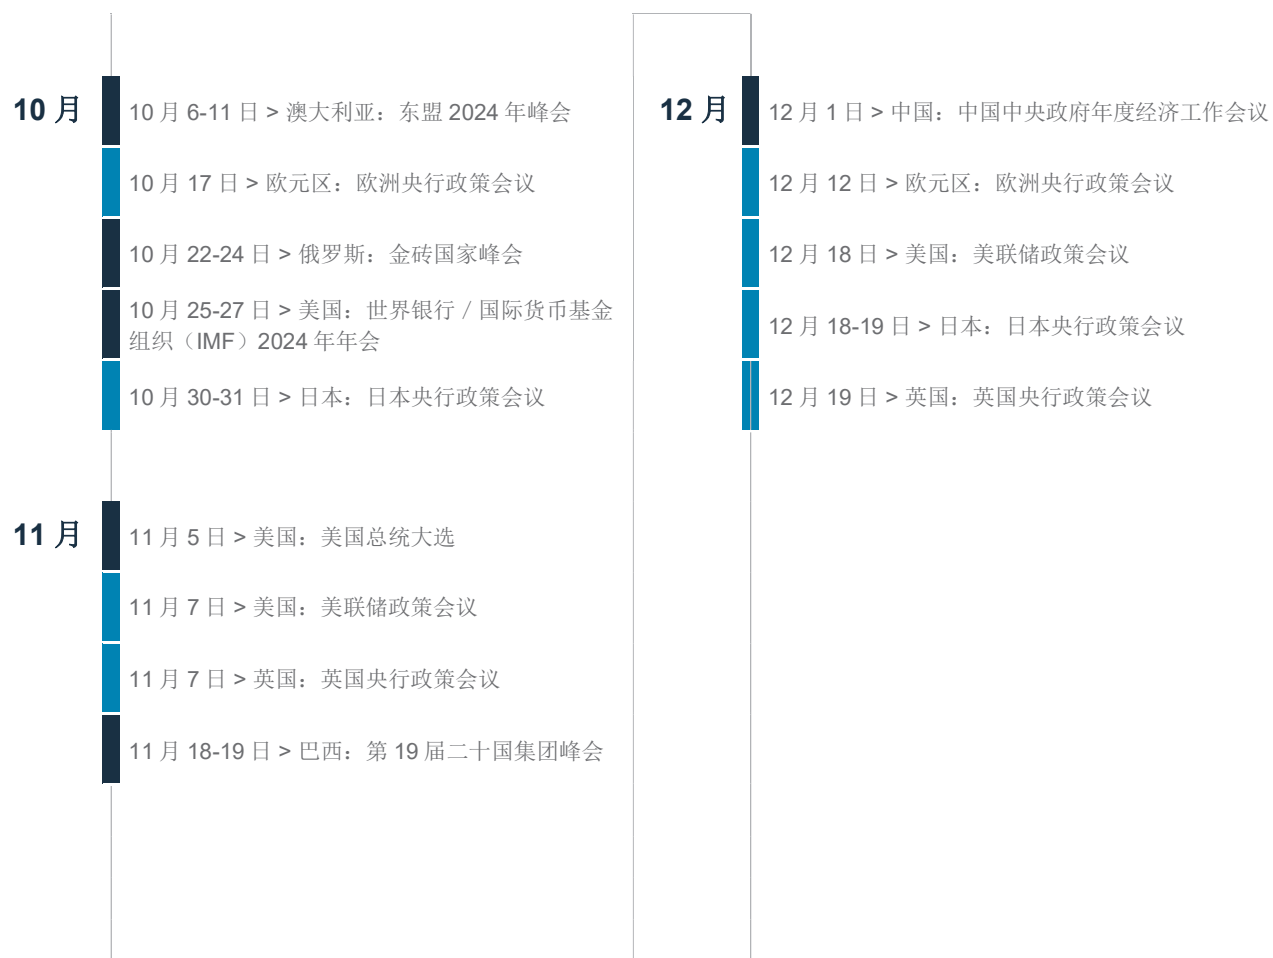 10 月
10 月 6-11 日 > 澳大利亚：东盟 2024 年峰会
10 月 17 日 > 欧元区：欧洲央行政策会议
10 月 22-24 日 > 俄罗斯：金砖国家峰会
10 月 25-27 日 > 美国：世界银行 / 国际货币基金
组织（IMF）2024 年年会
10 月 30-31 日 > 日本：日本央行政策会议
11 月
11 月 5 日 > 美国：美国总统大选
11 月 7 日 > 美国：美联储政策会议
11 月 7 日 > 英国：英国央行政策会议
11 月 18-19 日 > 巴西：第 19 届二十国集团峰会
12 月
12 月 1 日 > 中国：中国中央政府年度经济工作会议
12 月 12 日 > 欧元区：欧洲央行政策会议
12 月 18 日 > 美国：美联储政策会议
12 月 18-19 日 > 日本：日本央行政策会议
12 月 19 日 > 英国：英国央行政策会议